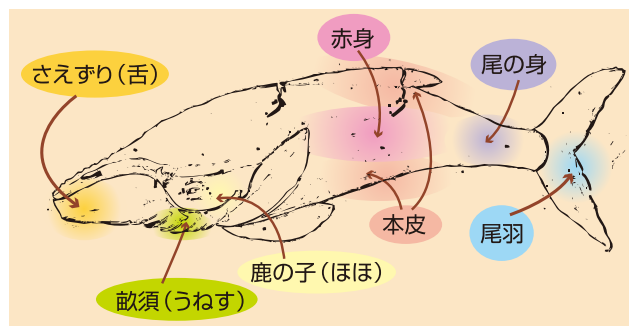 赤身
尾の身
さえずり（舌）
本皮
尾羽
鹿の子（ほほ）
畝須（うねす）